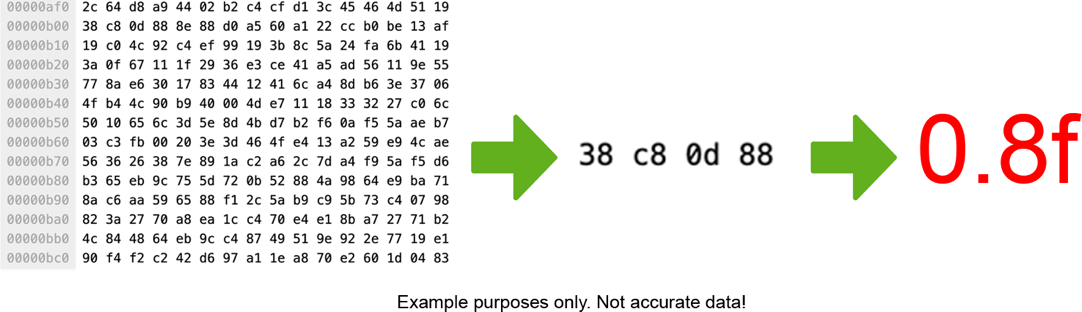 00000af0 2c 64 d8 a9 44 02 b2 c4 cf d1 3c 45 46 4d 51 19
00000b00 38 c8 0d 88 8e 88 d0 a5 60 a1 22 cc b0 be 13 af
00000b10 19 c0 4c 92 c4 ef 99 19 3b 8c 5a 24 fa 6b 41 19
00000b20 3a 0f 67 11 1f 29 36 e3 ce 41 a5 ad 56 11 9e 55
00000b30 77 8a e6 30 17 83 44 12 41 6c a4 8d b6 3e 37 06
00000b40 4f b4 4c 90 b9 40 00 4d e7 11 18 33 32 27 c0 6c
00000b50 50 10 65 6c 3d 5e 8d 4b d7 b2 f6 0a f5 5a ae b7
00000b60 03 c3 fb 00 20 3e 3d 46 4f e4 13 a2 59 e9 4c ae
00000b70 56 36 26 38 7e 89 1a c2 a6 2c 7d a4 f9 5a f5 d6
00000b80 b3 65 eb 9c 75 5d 72 0b 52 88 4a 98 64 e9 ba 71
00000b90 8a c6 aa 59 65 88 f1 2c 5a b9 c9 5b 73 c4 07 98
00000ba0 82 3a 27 70 a8 ea 1c c4 70 e4 e1 8b a7 27 71 b2
00000bb0 4c 84 48 64 eb 9c c4 87 49 51 9e 92 2e 77 19 e1
00000bc0 90 f4 f2 c2 42 d6 97 a1 1e a8 70 e2 60 1d 04 83
38 c8 0d 88
0.8f
Example purposes only. Not accurate data!